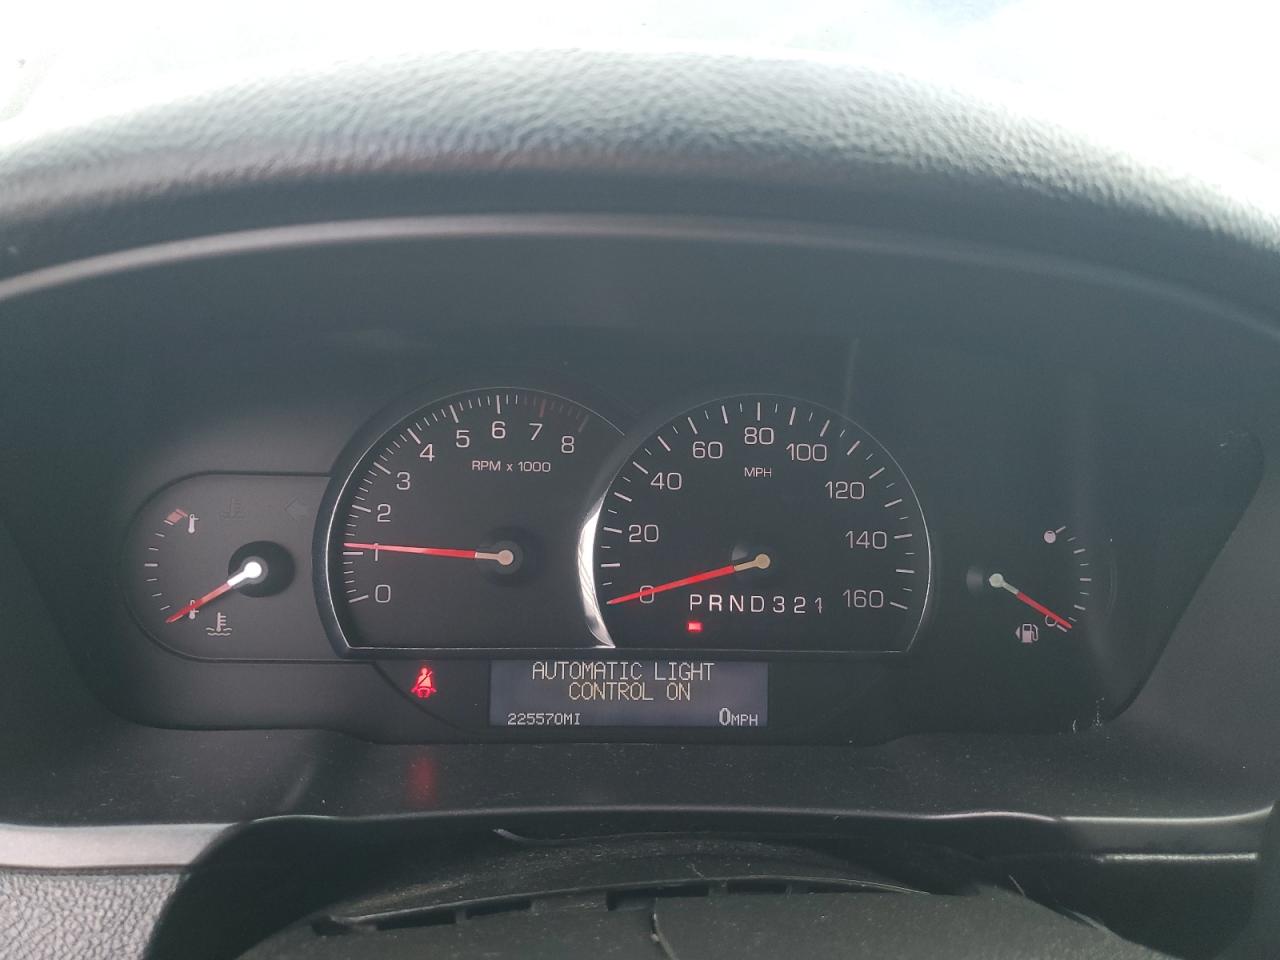 0 1 2 3 4 5 6 7 8
RPM x 1000
0 20 40 60 80 100 120 140 160
MPH
PRND321
AUTOMATIC LIGHT
CONTROL ON
225570MI 0MPH